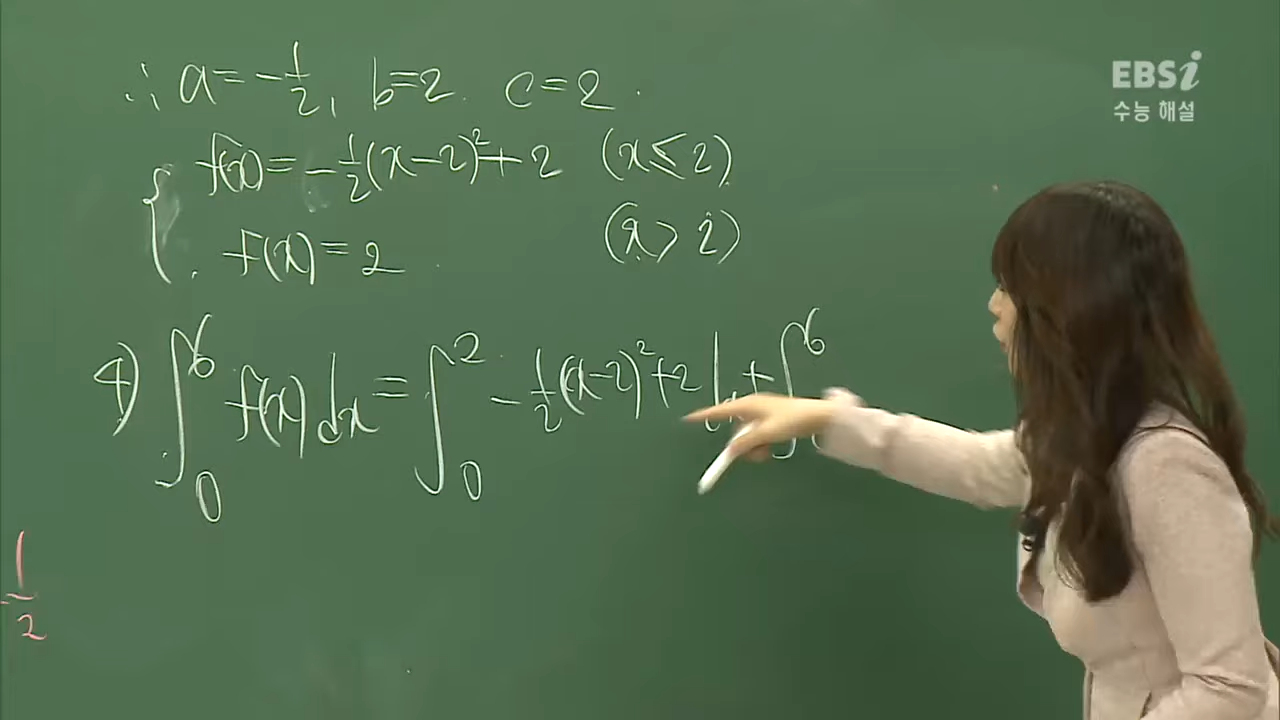 ∴ a = -1/2, b=2. c=2.
EBSi
수능 해설
f(x) = -1/2(x-2)²+2 (x≤2)
f(x)=2 (x>2)
4) ∫₀⁶ f(x)dx = ∫₀² -1/2(x-2)²+2 dx + ∫⁶
-1/2